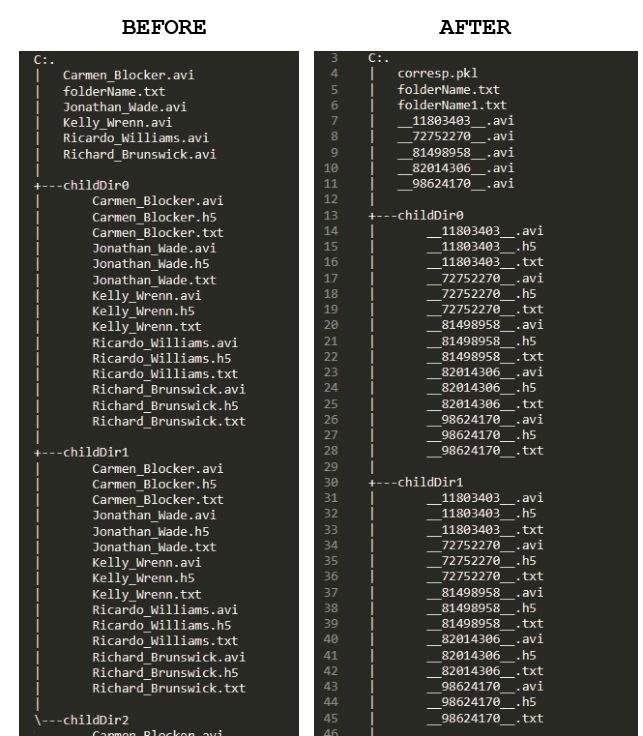 BEFORE
C:.
|   Carmen_Blocker.avi
|   folderName.txt
|   Jonathan_Wade.avi
|   Kelly_Wrenn.avi
|   Ricardo_Williams.avi
|   Richard_Brunswick.avi
|
+---childDir0
|       Carmen_Blocker.avi
|       Carmen_Blocker.h5
|       Carmen_Blocker.txt
|       Jonathan_Wade.avi
|       Jonathan_Wade.h5
|       Jonathan_Wade.txt
|       Kelly_Wrenn.avi
|       Kelly_Wrenn.h5
|       Kelly_Wrenn.txt
|       Ricardo_Williams.avi
|       Ricardo_Williams.h5
|       Ricardo_Williams.txt
|       Richard_Brunswick.avi
|       Richard_Brunswick.h5
|       Richard_Brunswick.txt
|
+---childDir1
|       Carmen_Blocker.avi
|       Carmen_Blocker.h5
|       Carmen_Blocker.txt
|       Jonathan_Wade.avi
|       Jonathan_Wade.h5
|       Jonathan_Wade.txt
|       Kelly_Wrenn.avi
|       Kelly_Wrenn.h5
|       Kelly_Wrenn.txt
|       Ricardo_Williams.avi
|       Ricardo_Williams.h5
|       Ricardo_Williams.txt
|       Richard_Brunswick.avi
|       Richard_Brunswick.h5
|       Richard_Brunswick.txt
|
\---childDir2
        Carmen_Blocker.avi
AFTER
3 C:.
4 |   corresp.pkl
5 |   folderName.txt
6 |   folderName1.txt
7 |   __11803403__.avi
8 |   __72752270__.avi
9 |   __81498958__.avi
10 |   __82014306__.avi
11 |   __98624170__.avi
12 |
13 +---childDir0
14 |       __11803403__.avi
15 |       __11803403__.h5
16 |       __11803403__.txt
17 |       __72752270__.avi
18 |       __72752270__.h5
19 |       __72752270__.txt
20 |       __81498958__.avi
21 |       __81498958__.h5
22 |       __81498958__.txt
23 |       __82014306__.avi
24 |       __82014306__.h5
25 |       __82014306__.txt
26 |       __98624170__.avi
27 |       __98624170__.h5
28 |       __98624170__.txt
29 |
30 +---childDir1
31 |       __11803403__.avi
32 |       __11803403__.h5
33 |       __11803403__.txt
34 |       __72752270__.avi
35 |       __72752270__.h5
36 |       __72752270__.txt
37 |       __81498958__.avi
38 |       __81498958__.h5
39 |       __81498958__.txt
40 |       __82014306__.avi
41 |       __82014306__.h5
42 |       __82014306__.txt
43 |       __98624170__.avi
44 |       __98624170__.h5
45 |       __98624170__.txt
46 |